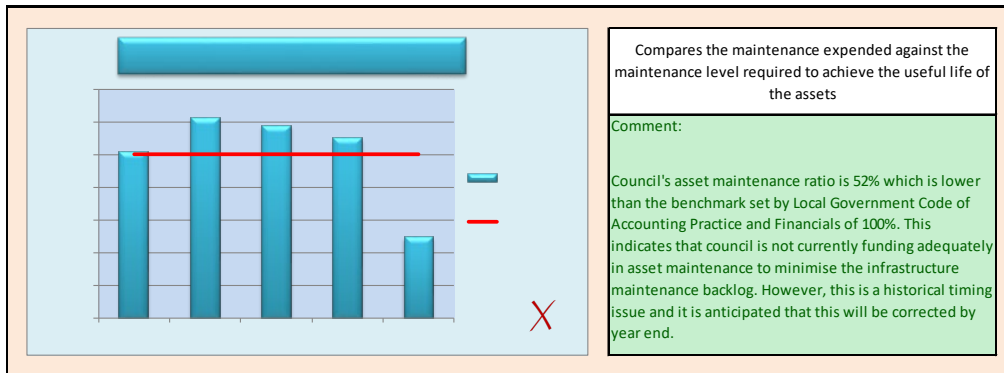 Compares the maintenance expended against the
maintenance level required to achieve the useful life of
the assets
Comment:
Council's asset maintenance ratio is 52% which is lower
than the benchmark set by Local Government Code of
Accounting Practice and Financials of 100%. This
indicates that council is not currently funding adequately
in asset maintenance to minimise the infrastructure
maintenance backlog. However, this is a historical timing
issue and it is anticipated that this will be corrected by
year end.